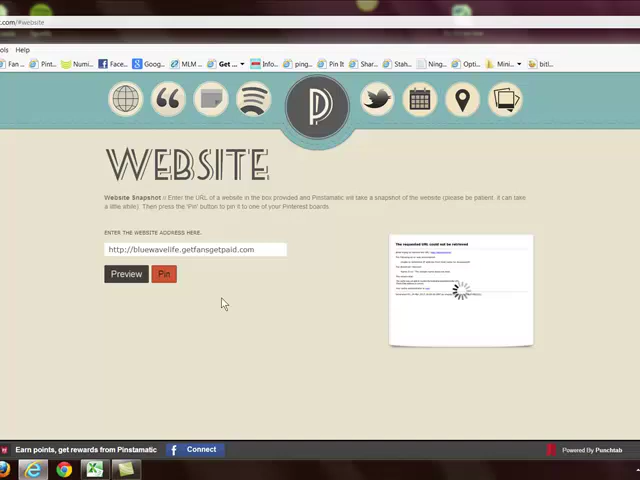 t.com/#website
ols Help
Fan ... Pint... Numi... Face... Goog... MLM ... Get ... Info... ping... Pin It Shar... Stah... Ning... Opti... Mini... bitl...
WEBSITE
Website Snapshot // Enter the URL of a website in the box provided and Pinstamatic will take a snapshot of the website (please be patient, it can take
a little while). Then press the 'Pin' button to pin it to one of your Pinterest boards.
ENTER THE WEBSITE ADDRESS HERE.
http://bluewavelife.getfansgetpaid.com
Preview Pin
The requested URL could not be retrieved
Earn points, get rewards from Pinstamatic
f Connect
Powered By Punchtab